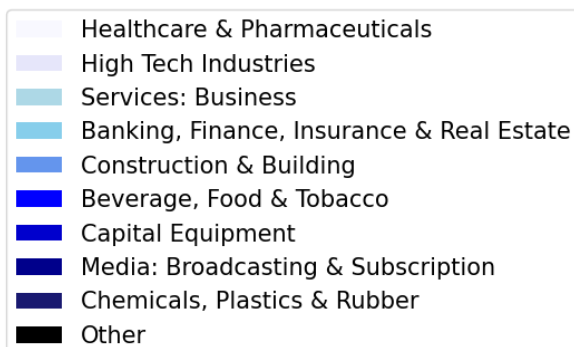 Healthcare & Pharmaceuticals
High Tech Industries
Services: Business
Banking, Finance, Insurance & Real Estate
Construction & Building
Beverage, Food & Tobacco
Capital Equipment
Media: Broadcasting & Subscription
Chemicals, Plastics & Rubber
Other